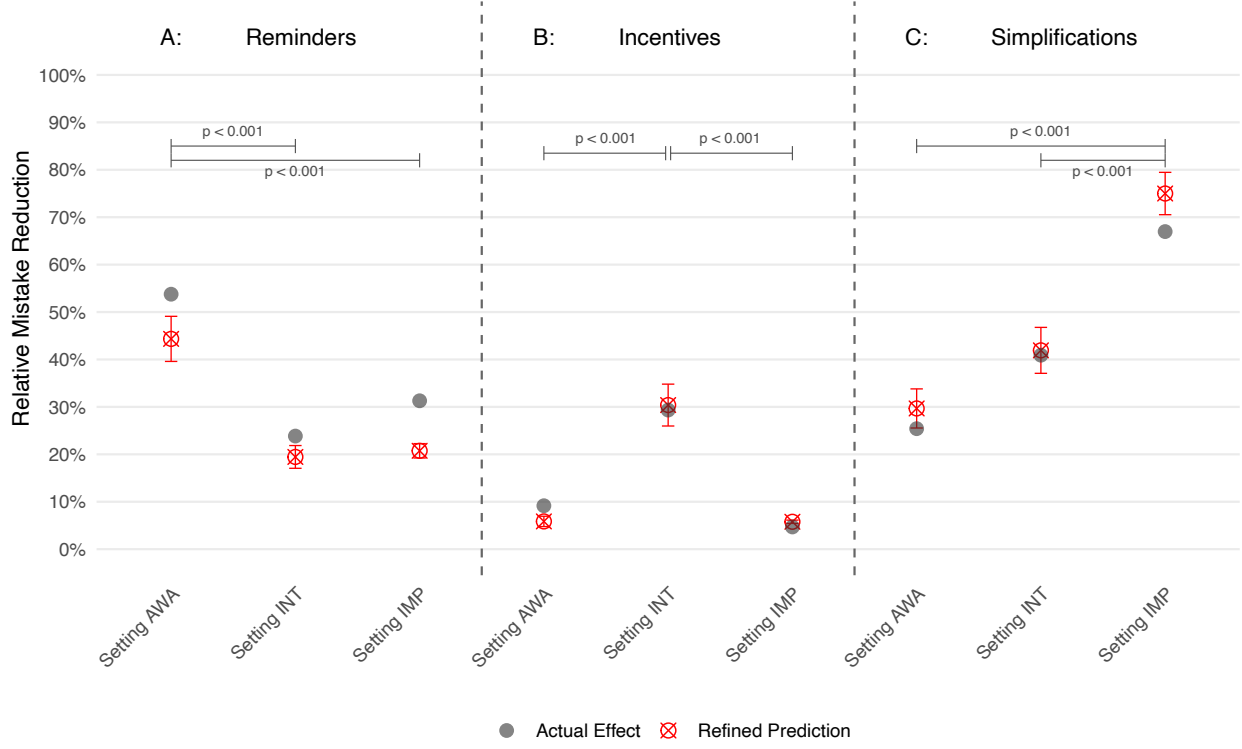 A: Reminders
B: Incentives
C: Simplifications
Relative Mistake Reduction
100%
90%
80%
70%
60%
50%
40%
30%
20%
10%
0%
p < 0.001
p < 0.001
p < 0.001
p < 0.001
p < 0.001
p < 0.001
Setting AWA
Setting INT
Setting IMP
Setting AWA
Setting INT
Setting IMP
Setting AWA
Setting INT
Setting IMP
Actual Effect
Refined Prediction